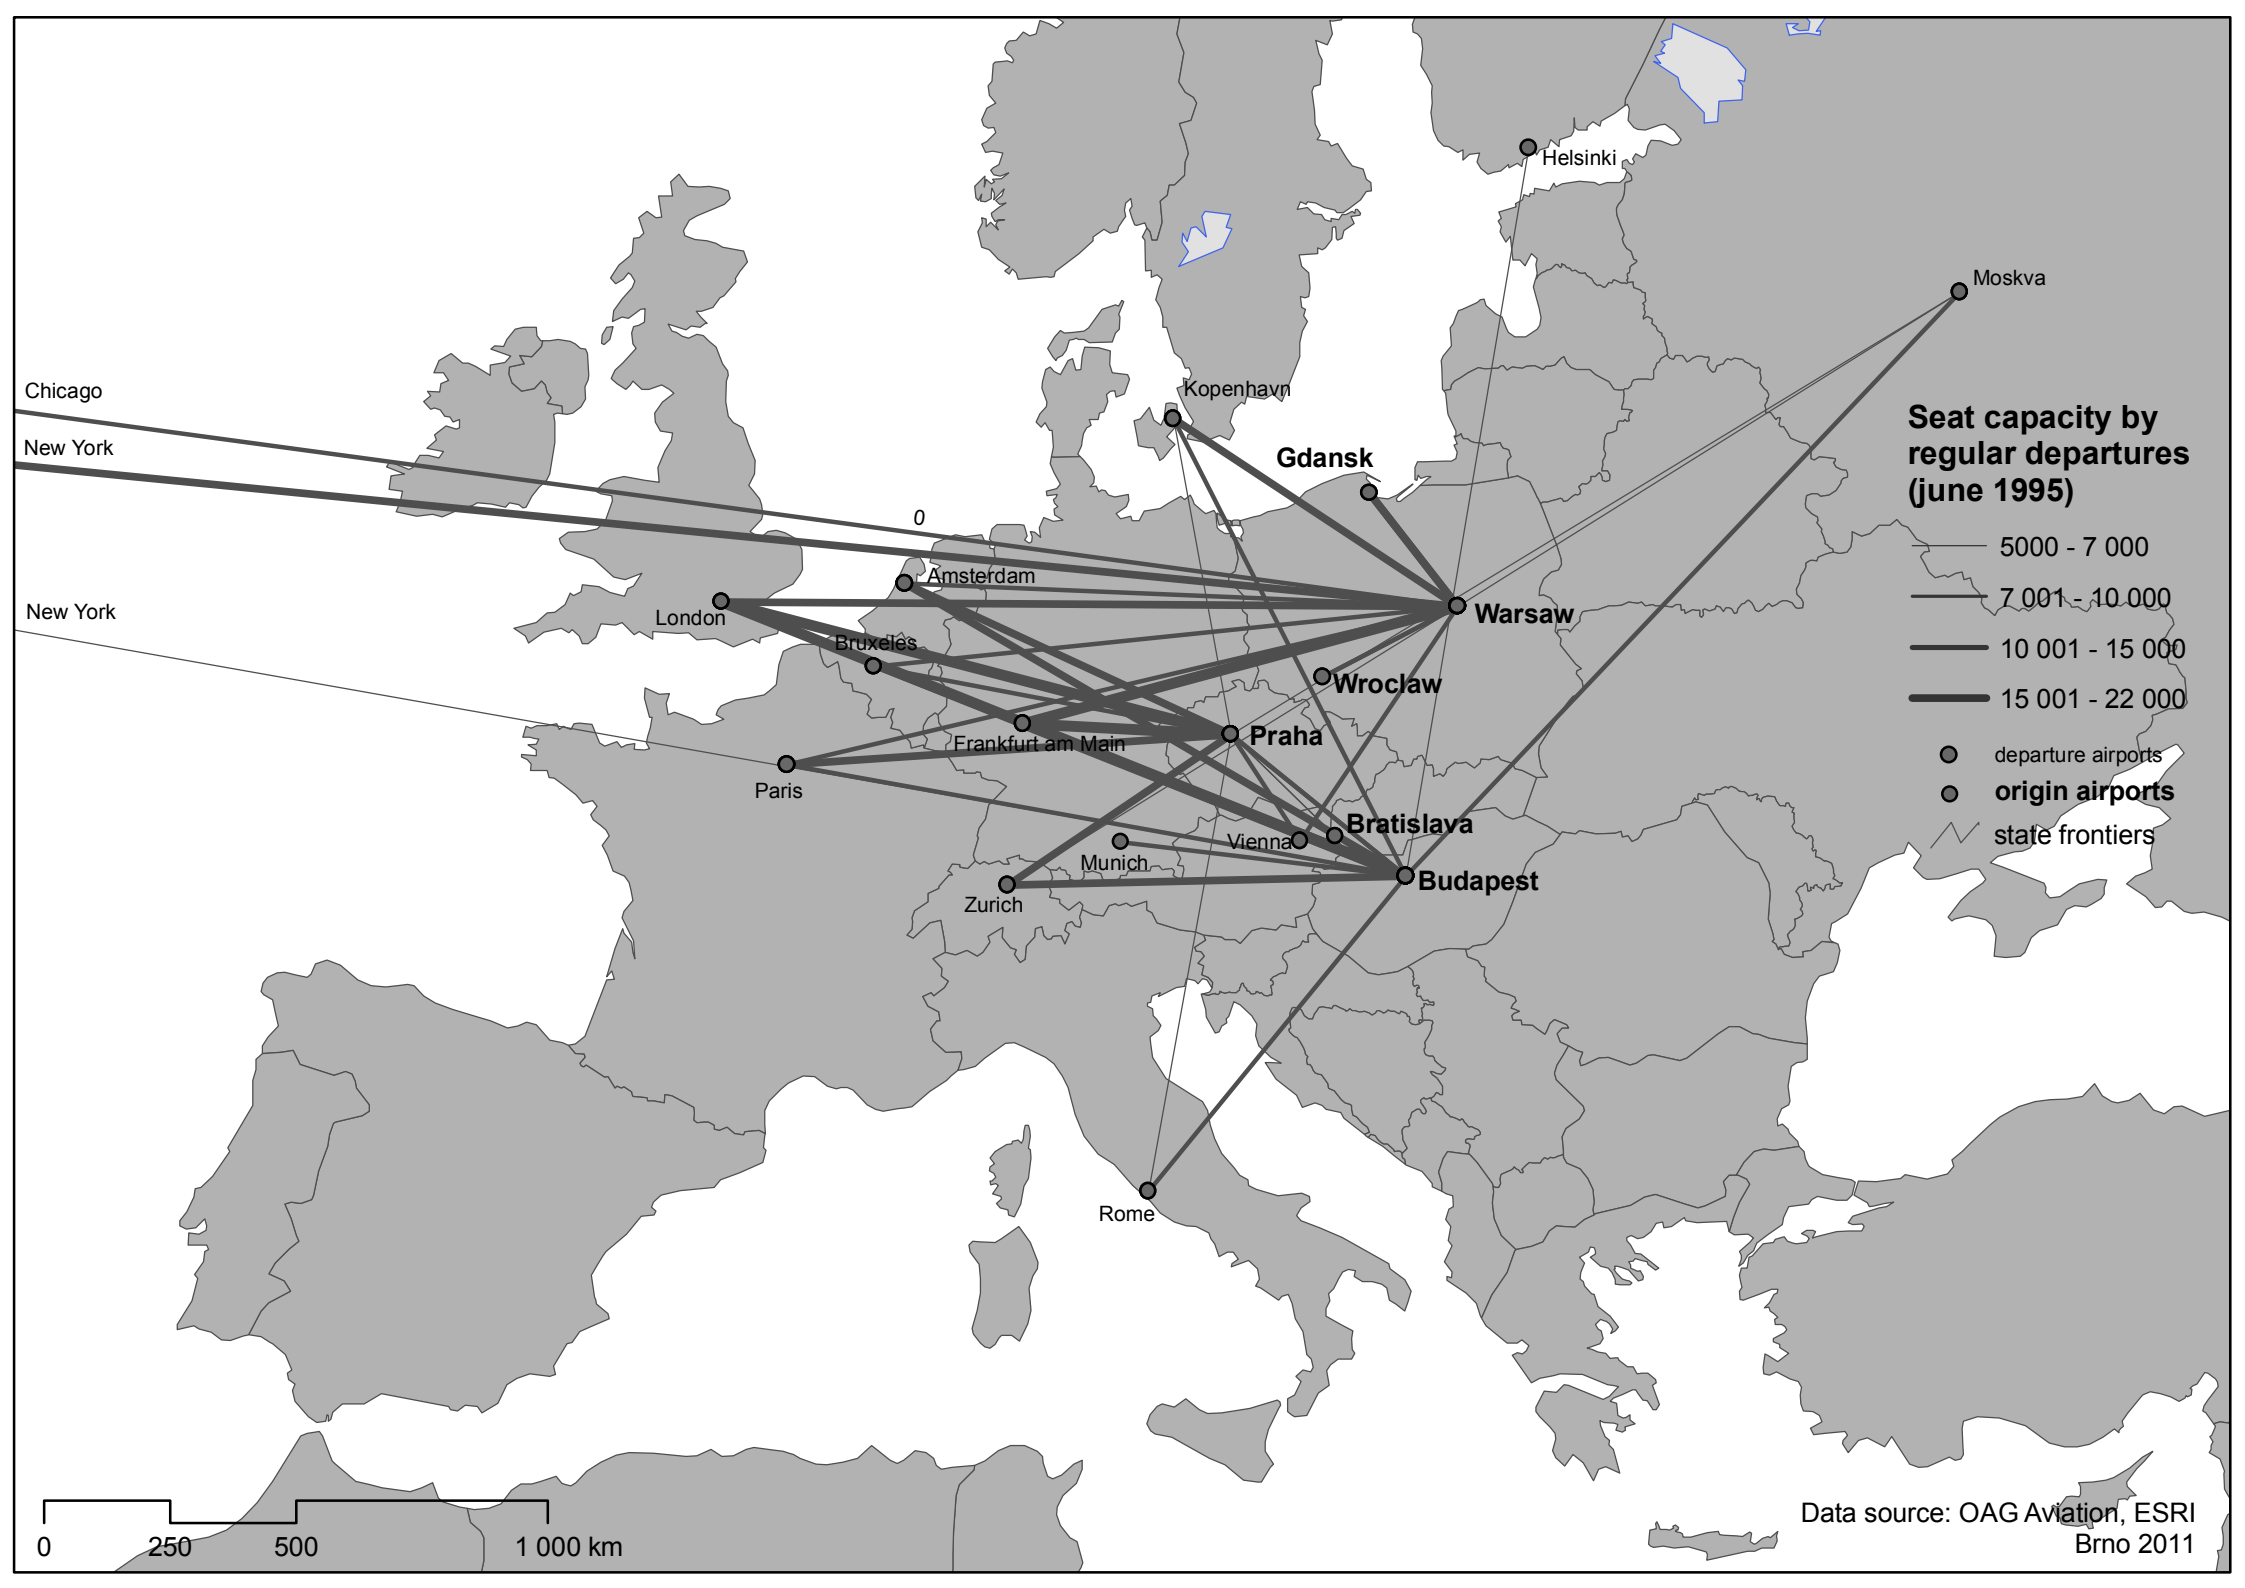 Helsinki
Moskva
Chicago
Kopenhavn
Seat capacity by
regular departures
(june 1995)
New York
Gdansk
0
5000 - 7 000
Amsterdam
7 001 - 10 000
New York
London
Warsaw
Bruxeles
10 001 - 15 000
Wroclaw
15 001 - 22 000
Praha
Frankfurt am Main
departure airports
Paris
origin airports
Bratislava
Vienna
state frontiers
Munich
Budapest
Zurich
Rome
Data source: OAG Aviation, ESRI
Brno 2011
0 250 500 1 000 km